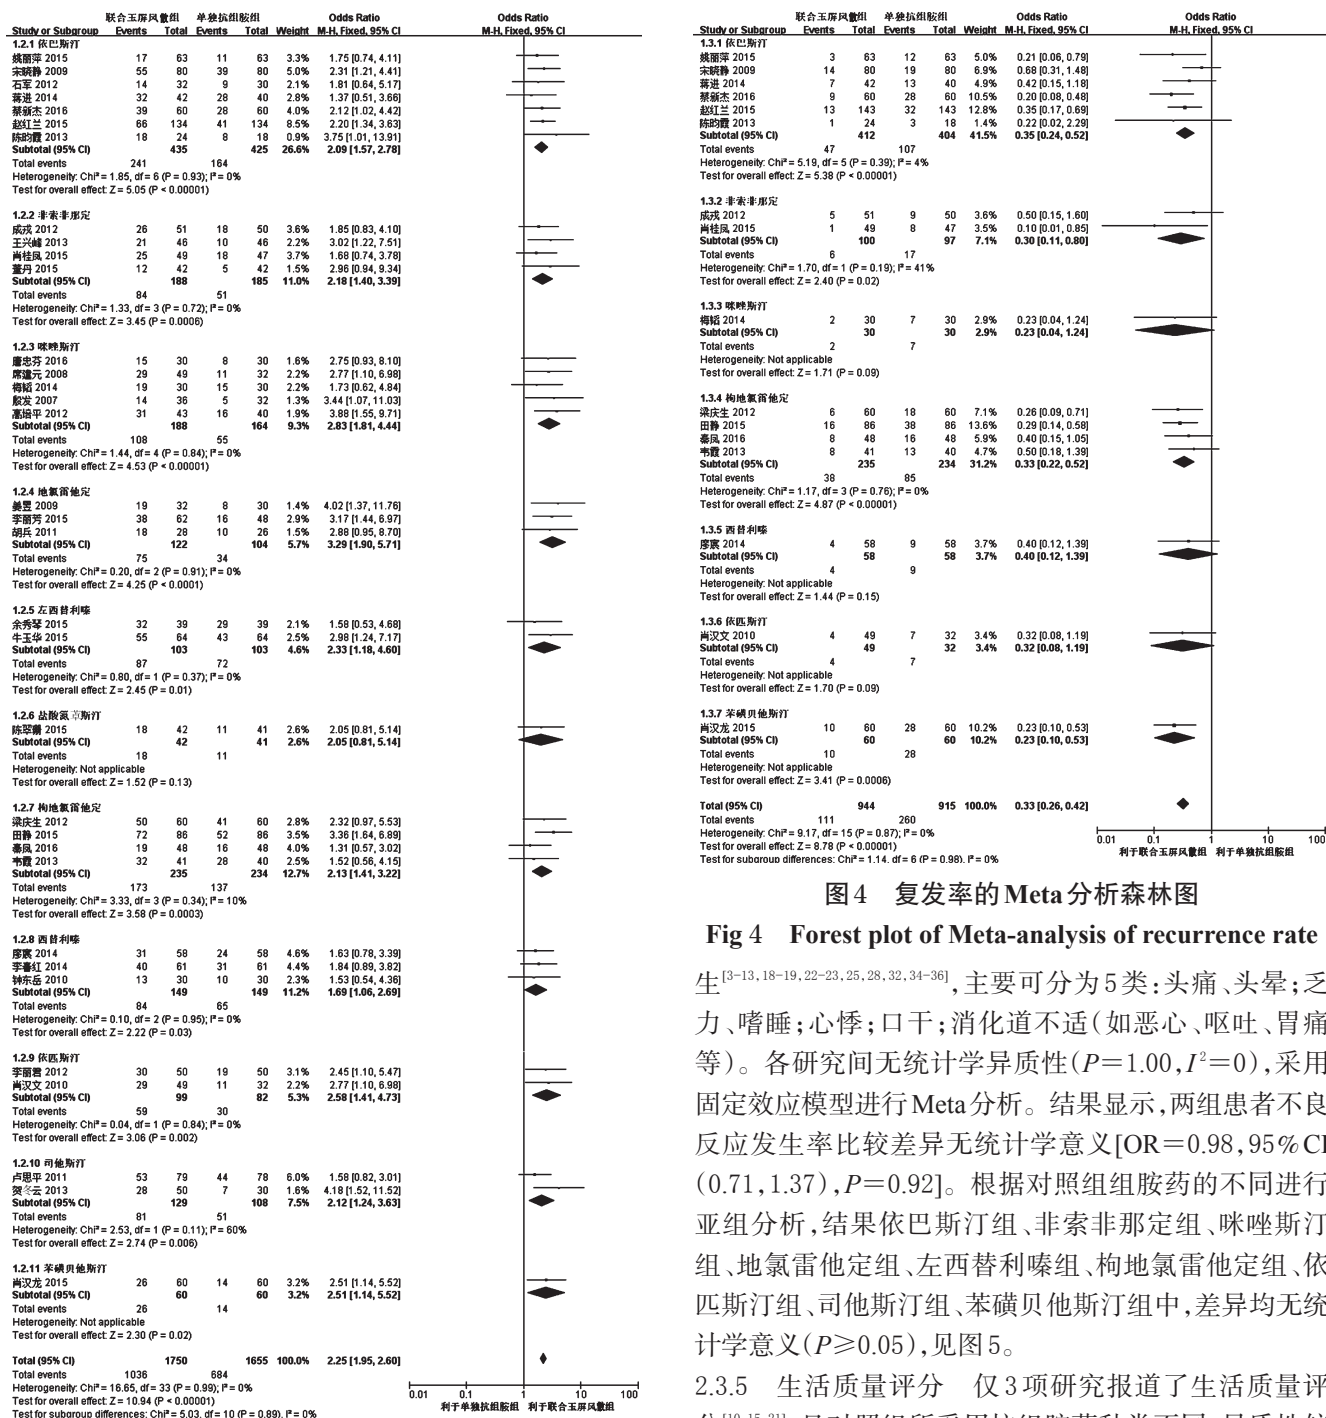 联合玉屏风散组 单独抗组胺组 Odds Ratio Odds Ratio
Study or Subgroup Events Total Events Total Weight M-H, Fixed, 95% CI M-H, Fixed, 95% CI
1.2.1 依巴斯汀
姚丽萍 2015 17 63 11 63 3.2% 1.75 [0.74, 4.11]
宋晓静 2009 55 80 39 80 5.0% 2.31 [1.21, 4.41]
石军 2012 14 32 9 30 2.1% 1.81 [0.64, 5.17]
蒋进 2014 32 42 28 40 2.8% 1.37 [0.51, 3.66]
蔡新杰 2016 39 60 28 60 4.0% 2.12 [1.02, 4.42]
赵红兰 2015 66 134 41 134 8.6% 2.20 [1.34, 3.63]
陈昀霞 2013 18 24 8 18 0.9% 3.75 [1.01, 13.91]
Subtotal (95% CI) 435 425 26.6% 2.09 [1.57, 2.78]
Total events 241 164
Heterogeneity: Chi² = 1.85, df = 6 (P = 0.93); I² = 0%
Test for overall effect: Z = 5.05 (P < 0.00001)
1.2.2 非索非那定
成戎 2012 26 51 18 50 3.6% 1.85 [0.83, 4.10]
王兴峰 2013 21 46 10 46 2.2% 3.02 [1.22, 7.51]
肖桂凤 2015 25 49 18 47 3.7% 1.68 [0.74, 3.78]
董丹 2015 12 42 5 42 1.5% 2.96 [0.94, 9.34]
Subtotal (95% CI) 188 185 11.0% 2.18 [1.40, 3.39]
Total events 84 51
Heterogeneity: Chi² = 1.33, df = 3 (P = 0.72); I² = 0%
Test for overall effect: Z = 3.45 (P = 0.0006)
1.2.3 咪唑斯汀
唐忠芬 2016 15 30 8 30 1.6% 2.75 [0.93, 8.10]
席建元 2008 29 49 11 32 2.2% 2.77 [1.10, 6.98]
梅韬 2014 19 30 15 30 2.2% 1.73 [0.62, 4.84]
殷发 2007 14 36 5 32 1.3% 3.44 [1.07, 11.03]
高培平 2012 31 43 16 40 1.9% 3.88 [1.55, 9.71]
Subtotal (95% CI) 188 164 9.3% 2.83 [1.81, 4.44]
Total events 108 55
Heterogeneity: Chi² = 1.44, df = 4 (P = 0.84); I² = 0%
Test for overall effect: Z = 4.53 (P < 0.00001)
1.2.4 地氯雷他定
姜昱 2009 19 32 8 30 1.4% 4.02 [1.37, 11.76]
李丽芳 2015 38 62 16 48 2.9% 3.17 [1.44, 6.97]
胡兵 2011 18 28 10 26 1.5% 2.88 [0.95, 8.70]
Subtotal (95% CI) 122 104 5.7% 3.29 [1.90, 5.71]
Total events 75 34
Heterogeneity: Chi² = 0.20, df = 2 (P = 0.91); I² = 0%
Test for overall effect: Z = 4.25 (P < 0.0001)
1.2.5 左西替利嗪
余秀琴 2015 32 39 29 39 2.1% 1.58 [0.53, 4.68]
牛玉华 2015 55 64 43 64 2.5% 2.98 [1.24, 7.17]
Subtotal (95% CI) 103 103 4.6% 2.33 [1.18, 4.60]
Total events 87 72
Heterogeneity: Chi² = 0.80, df = 1 (P = 0.37); I² = 0%
Test for overall effect: Z = 2.45 (P = 0.01)
1.2.6 盐酸氮䓬斯汀
陈翠珊 2015 18 42 11 41 2.6% 2.05 [0.81, 5.14]
Subtotal (95% CI) 42 41 2.6% 2.05 [0.81, 5.14]
Total events 18 11
Heterogeneity: Not applicable
Test for overall effect: Z = 1.52 (P = 0.13)
1.2.7 枸地氯雷他定
梁庆生 2012 50 60 41 60 2.8% 2.32 [0.97, 5.53]
田静 2015 72 86 52 86 3.5% 3.36 [1.64, 6.89]
秦凤 2016 19 48 16 48 4.0% 1.31 [0.57, 3.02]
韦霞 2013 32 41 28 40 2.6% 1.52 [0.56, 4.15]
Subtotal (95% CI) 235 234 12.7% 2.13 [1.41, 3.22]
Total events 173 137
Heterogeneity: Chi² = 3.33, df = 3 (P = 0.34); I² = 10%
Test for overall effect: Z = 3.58 (P = 0.0003)
1.2.8 西替利嗪
廖宸 2014 31 58 24 58 4.6% 1.63 [0.78, 3.39]
李春红 2014 40 61 31 61 4.4% 1.84 [0.89, 3.82]
钟东岳 2010 13 30 10 30 2.3% 1.53 [0.54, 4.36]
Subtotal (95% CI) 149 149 11.2% 1.69 [1.06, 2.69]
Total events 84 65
Heterogeneity: Chi² = 0.10, df = 2 (P = 0.95); I² = 0%
Test for overall effect: Z = 2.22 (P = 0.03)
1.2.9 依匹斯汀
李丽君 2012 30 50 19 50 3.1% 2.45 [1.10, 5.47]
肖汉文 2010 29 49 11 32 2.2% 2.77 [1.10, 6.98]
Subtotal (95% CI) 99 82 5.3% 2.58 [1.41, 4.73]
Total events 59 30
Heterogeneity: Chi² = 0.04, df = 1 (P = 0.84); I² = 0%
Test for overall effect: Z = 3.06 (P = 0.002)
1.2.10 司他斯汀
卢思平 2011 53 79 44 78 6.0% 1.58 [0.82, 3.01]
贺冬云 2013 28 50 7 30 1.6% 4.18 [1.52, 11.52]
Subtotal (95% CI) 129 108 7.5% 2.12 [1.24, 3.63]
Total events 81 51
Heterogeneity: Chi² = 2.53, df = 1 (P = 0.11); I² = 60%
Test for overall effect: Z = 2.74 (P = 0.006)
1.2.11 苯磺贝他斯汀
肖汉龙 2015 26 60 14 60 3.2% 2.51 [1.14, 5.52]
Subtotal (95% CI) 60 60 3.2% 2.51 [1.14, 5.52]
Total events 26 14
Heterogeneity: Not applicable
Test for overall effect: Z = 2.30 (P = 0.02)
Total (95% CI) 1750 1655 100.0% 2.25 [1.95, 2.60]
Total events 1036 684
Heterogeneity: Chi² = 16.65, df = 33 (P = 0.99); I² = 0%
Test for overall effect: Z = 10.94 (P < 0.00001)
Test for subgroup differences: Chi² = 5.03, df = 10 (P = 0.89), I² = 0%
0.01 0.1 1 10 100
利于单独抗组胺组 利于联合玉屏风散组
联合玉屏风散组 单独抗组胺组 Odds Ratio Odds Ratio
Study or Subgroup Events Total Events Total Weight M-H, Fixed, 95% CI M-H, Fixed, 95% CI
1.3.1 依巴斯汀
姚丽萍 2015 3 63 12 63 5.1% 0.21 [0.06, 0.79]
宋晓静 2009 14 80 19 80 6.9% 0.68 [0.31, 1.48]
蒋进 2014 7 42 13 40 4.9% 0.42 [0.15, 1.18]
蔡新杰 2016 9 60 28 60 10.6% 0.20 [0.08, 0.48]
赵红兰 2015 13 143 32 143 12.6% 0.35 [0.17, 0.69]
陈昀霞 2013 1 24 3 18 1.4% 0.22 [0.02, 2.29]
Subtotal (95% CI) 412 404 41.5% 0.35 [0.24, 0.52]
Total events 47 107
Heterogeneity: Chi² = 5.19, df = 5 (P = 0.39); I² = 4%
Test for overall effect: Z = 5.38 (P < 0.00001)
1.3.2 非索非那定
成戎 2012 5 51 9 50 3.6% 0.50 [0.15, 1.60]
肖桂凤 2015 1 49 8 47 3.5% 0.10 [0.01, 0.85]
Subtotal (95% CI) 100 97 7.1% 0.30 [0.11, 0.80]
Total events 6 17
Heterogeneity: Chi² = 1.70, df = 1 (P = 0.19); I² = 41%
Test for overall effect: Z = 2.40 (P = 0.02)
1.3.3 咪唑斯汀
梅韬 2014 2 30 7 30 2.9% 0.23 [0.04, 1.24]
Subtotal (95% CI) 30 30 2.9% 0.23 [0.04, 1.24]
Total events 2 7
Heterogeneity: Not applicable
Test for overall effect: Z = 1.71 (P = 0.09)
1.3.4 枸地氯雷他定
梁庆生 2012 6 60 18 60 7.1% 0.26 [0.09, 0.71]
田静 2015 16 86 38 86 13.6% 0.29 [0.14, 0.58]
秦凤 2016 8 48 16 48 5.9% 0.40 [0.15, 1.05]
韦霞 2013 8 41 13 40 4.7% 0.50 [0.18, 1.39]
Subtotal (95% CI) 235 234 31.2% 0.33 [0.22, 0.52]
Total events 38 85
Heterogeneity: Chi² = 1.17, df = 3 (P = 0.76); I² = 0%
Test for overall effect: Z = 4.87 (P < 0.00001)
1.3.5 西替利嗪
廖宸 2014 4 58 9 58 3.7% 0.40 [0.12, 1.39]
Subtotal (95% CI) 58 58 3.7% 0.40 [0.12, 1.39]
Total events 4 9
Heterogeneity: Not applicable
Test for overall effect: Z = 1.44 (P = 0.15)
1.3.6 依匹斯汀
肖汉文 2010 4 49 7 32 3.4% 0.32 [0.08, 1.19]
Subtotal (95% CI) 49 32 3.4% 0.32 [0.08, 1.19]
Total events 4 7
Heterogeneity: Not applicable
Test for overall effect: Z = 1.70 (P = 0.09)
1.3.7 苯磺贝他斯汀
肖汉龙 2015 10 60 28 60 10.2% 0.23 [0.10, 0.53]
Subtotal (95% CI) 60 60 10.2% 0.23 [0.10, 0.53]
Total events 10 28
Heterogeneity: Not applicable
Test for overall effect: Z = 3.41 (P = 0.0006)
Total (95% CI) 944 915 100.0% 0.33 [0.26, 0.42]
Total events 111 260
Heterogeneity: Chi² = 9.17, df = 15 (P = 0.87); I² = 0%
Test for overall effect: Z = 8.78 (P < 0.00001)
Test for subgroup differences: Chi² = 1.14, df = 6 (P = 0.98), I² = 0%
0.01 0.1 1 10 100
利于联合玉屏风散组 利于单独抗组胺组
图4 复发率的Meta分析森林图
Fig 4 Forest plot of Meta-analysis of recurrence rate
生[3-13,18-19,22-23,25,28,32,34-36],主要可分为5类:头痛、头晕;乏
力、嗜睡;心悸;口干;消化道不适(如恶心、呕吐、胃痛
等)。各研究间无统计学异质性(P=1.00,I²=0),采用
固定效应模型进行Meta分析。结果显示,两组患者不良
反应发生率比较差异无统计学意义[OR=0.98,95%CI
(0.71,1.37),P=0.92]。根据对照组组胺药的不同进行
亚组分析,结果依巴斯汀组、非索非那定组、咪唑斯汀
组、地氯雷他定组、左西替利嗪组、枸地氯雷他定组、依
匹斯汀组、司他斯汀组、苯磺贝他斯汀组中,差异均无统
计学意义(P≥0.05),见图5。
2.3.5 生活质量评分 仅3项研究报道了生活质量评